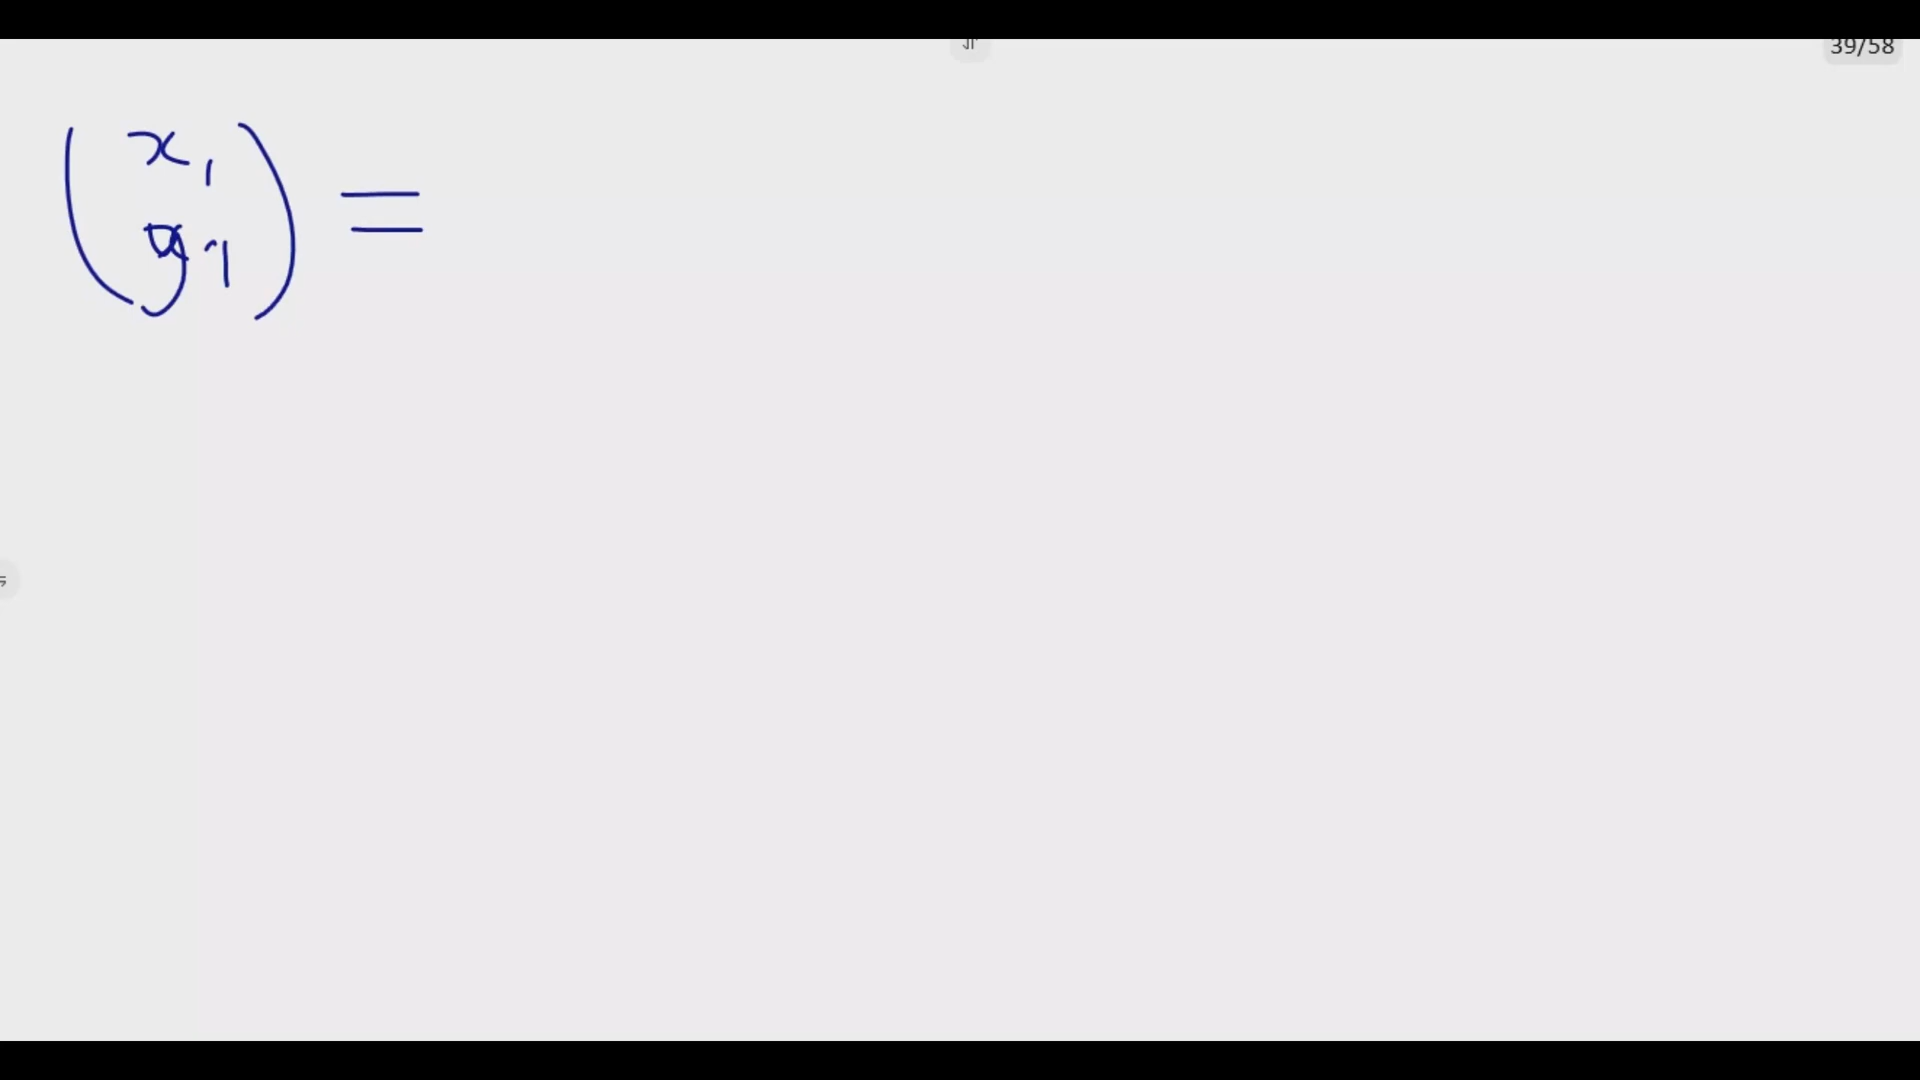 39/58
( x₁
y₁ ) =